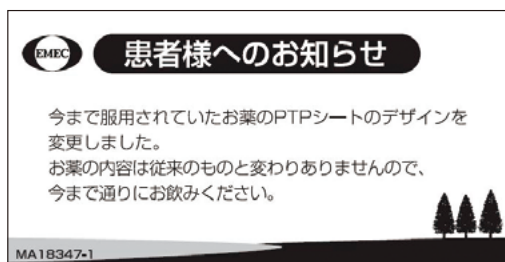 EMEC
患者様へのお知らせ
今まで服用されていたお薬のPTPシートのデザインを
変更しました。
お薬の内容は従来のものと変わりありませんので、
今まで通りにお飲みください。
MA18347-1